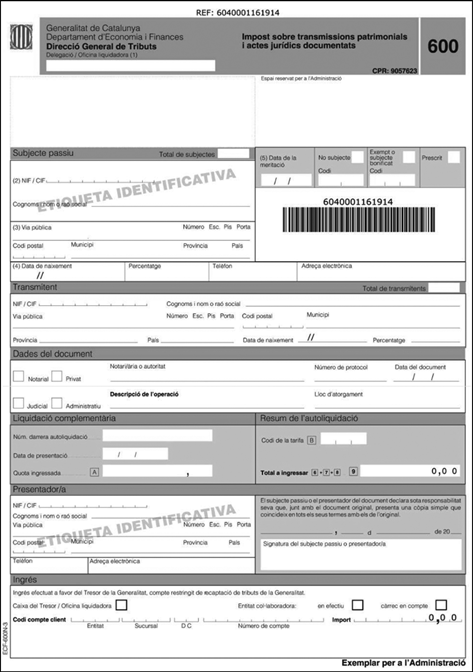 REF: 6040001161914
Generalitat de Catalunya
Departament d'Economia i Finances
Direcció General de Tributs
Delegació / Oficina liquidadora (1)
Impost sobre transmissions patrimonials
i actes jurídics documentats
600
CPR: 9057623
Espai reservat per a l'Administració
Subjecte passiu
Total de subjectes
(2) NIF / CIF
ETIQUETA IDENTIFICATIVA
Cognoms i nom o raó social
(3) Via pública
Número Esc. Pis Porta
Codi postal
Municipi
Província
País
(4) Data de naixement
//
Percentatge
Telèfon
Adreça electrònica
(5) Data de la
meritació
/ /
No subjecte
Codi
Exempt o
subjecte
bonificat
Codi
Prescrit
6040001161914
Transmitent
Total de transmitents
NIF / CIF
Cognoms i nom o raó social
Via pública
Número Esc. Pis Porta
Codi postal
Municipi
Província
País
Data de naixement
//
Percentatge
Dades del document
Notarial
Privat
Judicial
Administratiu
Notari/ària o autoritat
Número de protocol
Data del document
/ /
Descripció de l'operació
Lloc d'atorgament
Liquidació complementària
Núm. darrera autoliquidació
Data de presentació
/ /
Quota ingressada
A
,
Resum de l'autoliquidació
Codi de la tarifa
B
Total a ingressar 6 + 7 + 8
9
0,00
Presentador/a
NIF / CIF
Cognoms i nom o raó social
ETIQUETA IDENTIFICATIVA
Via pública
Número Esc. Pis Porta
Codi postal
Municipi
Província
País
Telèfon
Adreça electrònica
El subjecte passiu o el presentador del document declara sota responsabilitat
seva que, junt amb el document original, presenta una còpia simple que
coincideix en tots els seus termes amb els de l'original.
, d de 20
Signatura del subjecte passiu o presentador/a:
Ingrés
Ingrés efectuat a favor del Tresor de la Generalitat, compte restringit de recaptació de tributs de la Generalitat.
Caixa del Tresor / Oficina liquidadora
Entitat col·laboradora:
en efectiu
càrrec en compte
Codi compte client
Entitat
Sucursal
D C
Número de compte
Import
0,00
ECF-600N-3
Exemplar per a l'Administració